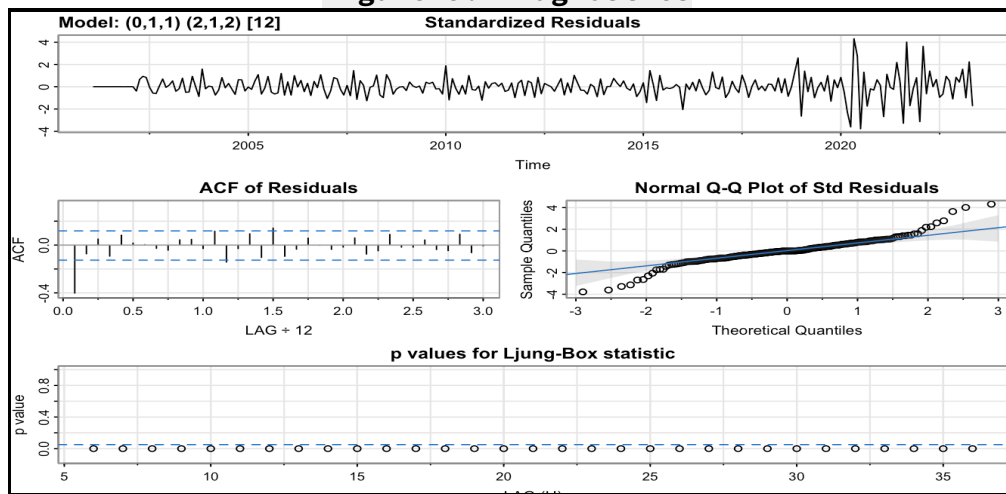 Model: (0,1,1) (2,1,2) [12] Standardized Residuals
4
2
0
-2
-4
2005 2010 2015 2020
Time
ACF of Residuals
ACF
0.0
-0.4
0.0 0.5 1.0 1.5 2.0 2.5 3.0
LAG ÷ 12
Normal Q-Q Plot of Std Residuals
Sample Quantiles
4
2
0
-2
-4
-3 -2 -1 0 1 2 3
Theoretical Quantiles
p values for Ljung-Box statistic
p value
0.8
0.4
0.0
5 10 15 20 25 30 35